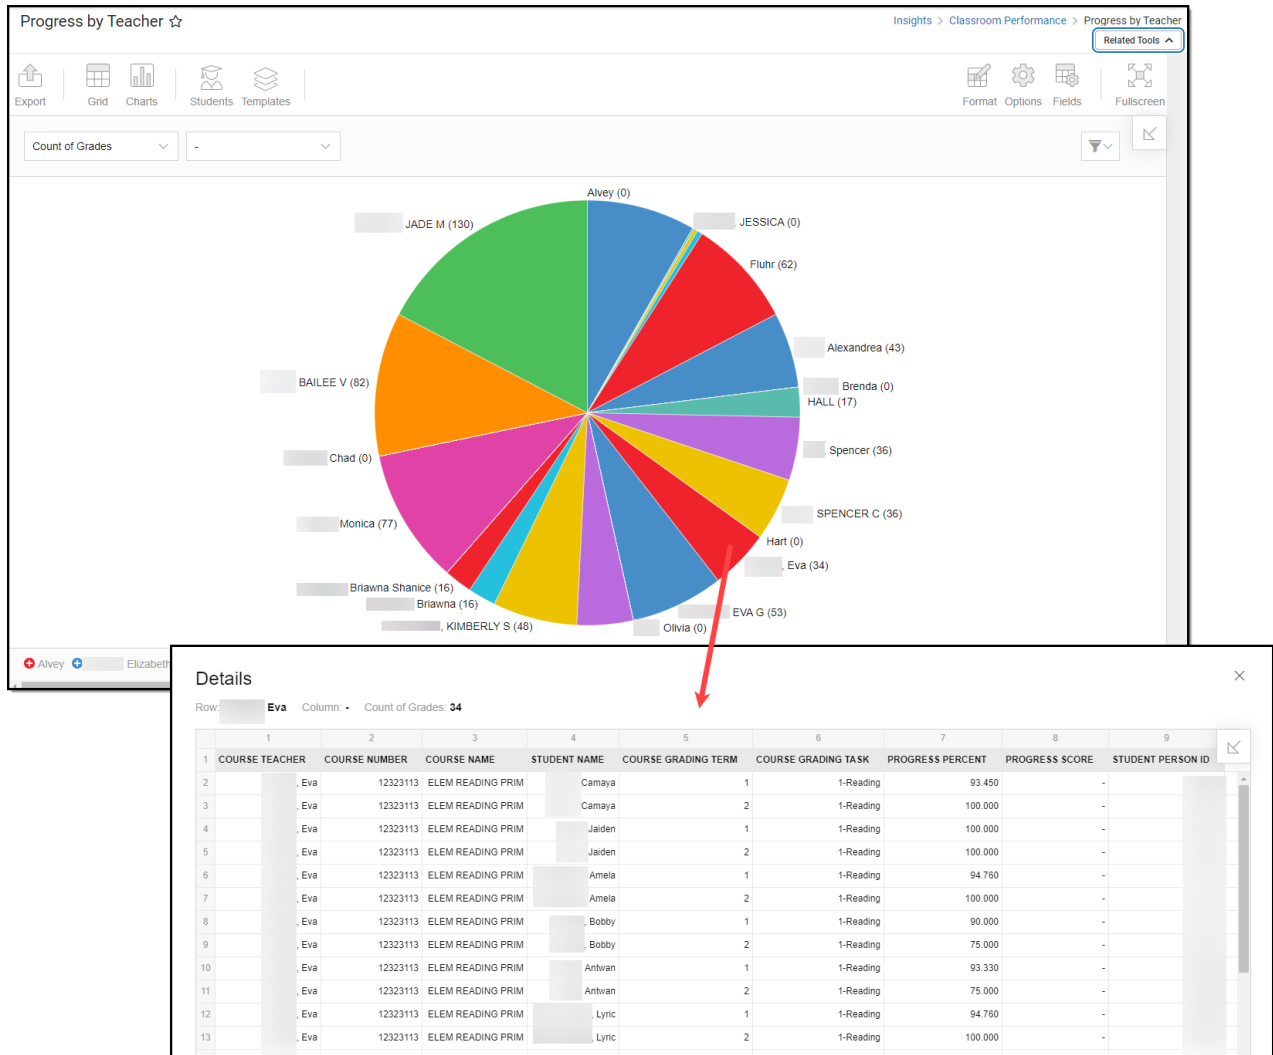 Progress by Teacher
Insights > Classroom Performance > Progress by Teacher
Related Tools
Export Grid Charts Students Templates Format Options Fields Fullscreen
Count of Grades -
Alvey (0)
JADE M (130)
, JESSICA (0)
Fluhr (62)
Alexandrea (43)
BAILEE V (82)
Brenda (0)
HALL (17)
Chad (0)
, Spencer (36)
SPENCER C (36)
Monica (77)
Hart (0)
, Eva (34)
Briawna Shanice (16)
Briawna (16)
EVA G (53)
, KIMBERLY S (48)
Olivia (0)
Alvey Elizabeth
Details
Row: Eva Column: - Count of Grades: 34
1 2 3 4 5 6 7 8 9
1 COURSE TEACHER COURSE NUMBER COURSE NAME STUDENT NAME COURSE GRADING TERM COURSE GRADING TASK PROGRESS PERCENT PROGRESS SCORE STUDENT PERSON ID
2 , Eva 12323113 ELEM READING PRIM Camaya 1 1-Reading 93.450 -
3 , Eva 12323113 ELEM READING PRIM Camaya 2 1-Reading 100.000 -
4 , Eva 12323113 ELEM READING PRIM Jaiden 1 1-Reading 100.000 -
5 , Eva 12323113 ELEM READING PRIM Jaiden 2 1-Reading 100.000 -
6 , Eva 12323113 ELEM READING PRIM Amela 1 1-Reading 94.760 -
7 , Eva 12323113 ELEM READING PRIM Amela 2 1-Reading 100.000 -
8 , Eva 12323113 ELEM READING PRIM , Bobby 1 1-Reading 90.000 -
9 , Eva 12323113 ELEM READING PRIM , Bobby 2 1-Reading 75.000 -
10 , Eva 12323113 ELEM READING PRIM Antwan 1 1-Reading 93.330 -
11 , Eva 12323113 ELEM READING PRIM Antwan 2 1-Reading 75.000 -
12 , Eva 12323113 ELEM READING PRIM , Lyric 1 1-Reading 94.760 -
13 , Eva 12323113 ELEM READING PRIM , Lyric 2 1-Reading 100.000 -